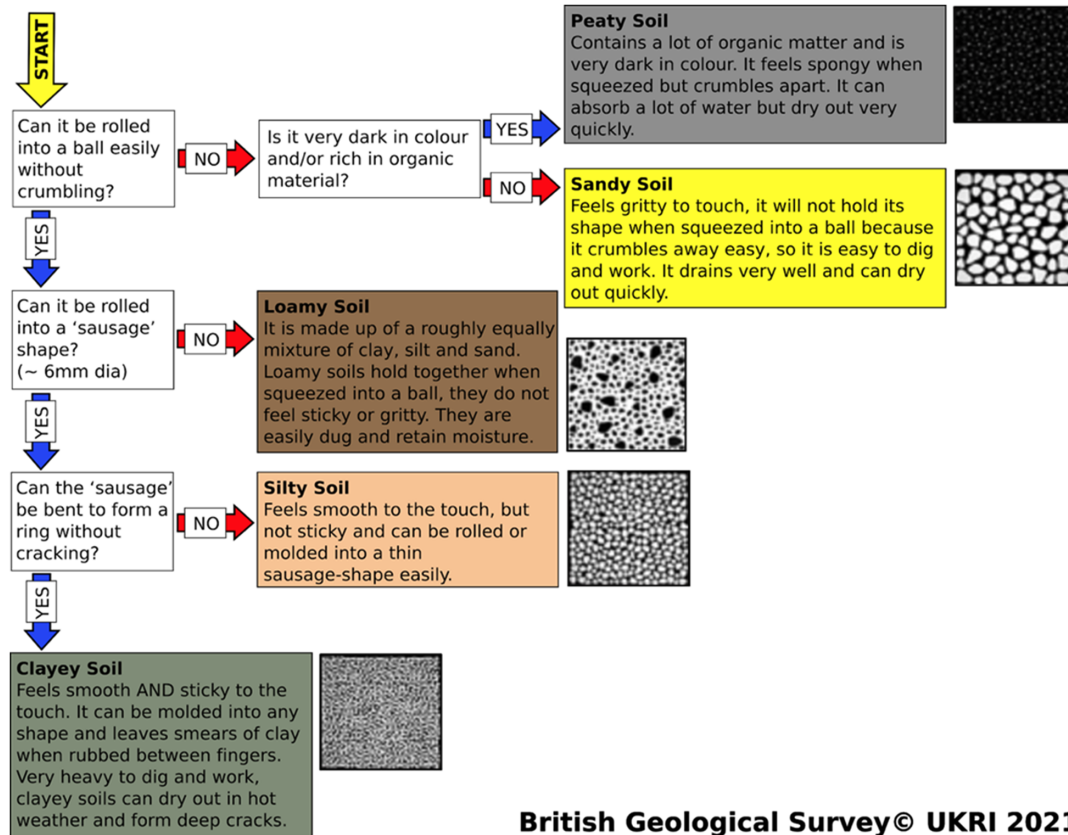 START
Can it be rolled
into a ball easily
without
crumbling?
NO
Is it very dark in colour
and/or rich in organic
material?
YES
Peaty Soil
Contains a lot of organic matter and is
very dark in colour. It feels spongy when
squeezed but crumbles apart. It can
absorb a lot of water but dry out very
quickly.
NO
Sandy Soil
Feels gritty to touch, it will not hold its
shape when squeezed into a ball because
it crumbles away easy, so it is easy to dig
and work. It drains very well and can dry
out quickly.
YES
Can it be rolled
into a ‘sausage’
shape?
(~ 6mm dia)
NO
Loamy Soil
It is made up of a roughly equally
mixture of clay, silt and sand.
Loamy soils hold together when
squeezed into a ball, they do not
feel sticky or gritty. They are
easily dug and retain moisture.
YES
Can the ‘sausage’
be bent to form a
ring without
cracking?
NO
Silty Soil
Feels smooth to the touch, but
not sticky and can be rolled or
molded into a thin
sausage-shape easily.
YES
Clayey Soil
Feels smooth AND sticky to the
touch. It can be molded into any
shape and leaves smears of clay
when rubbed between fingers.
Very heavy to dig and work,
clayey soils can dry out in hot
weather and form deep cracks.
British Geological Survey© UKRI 2021